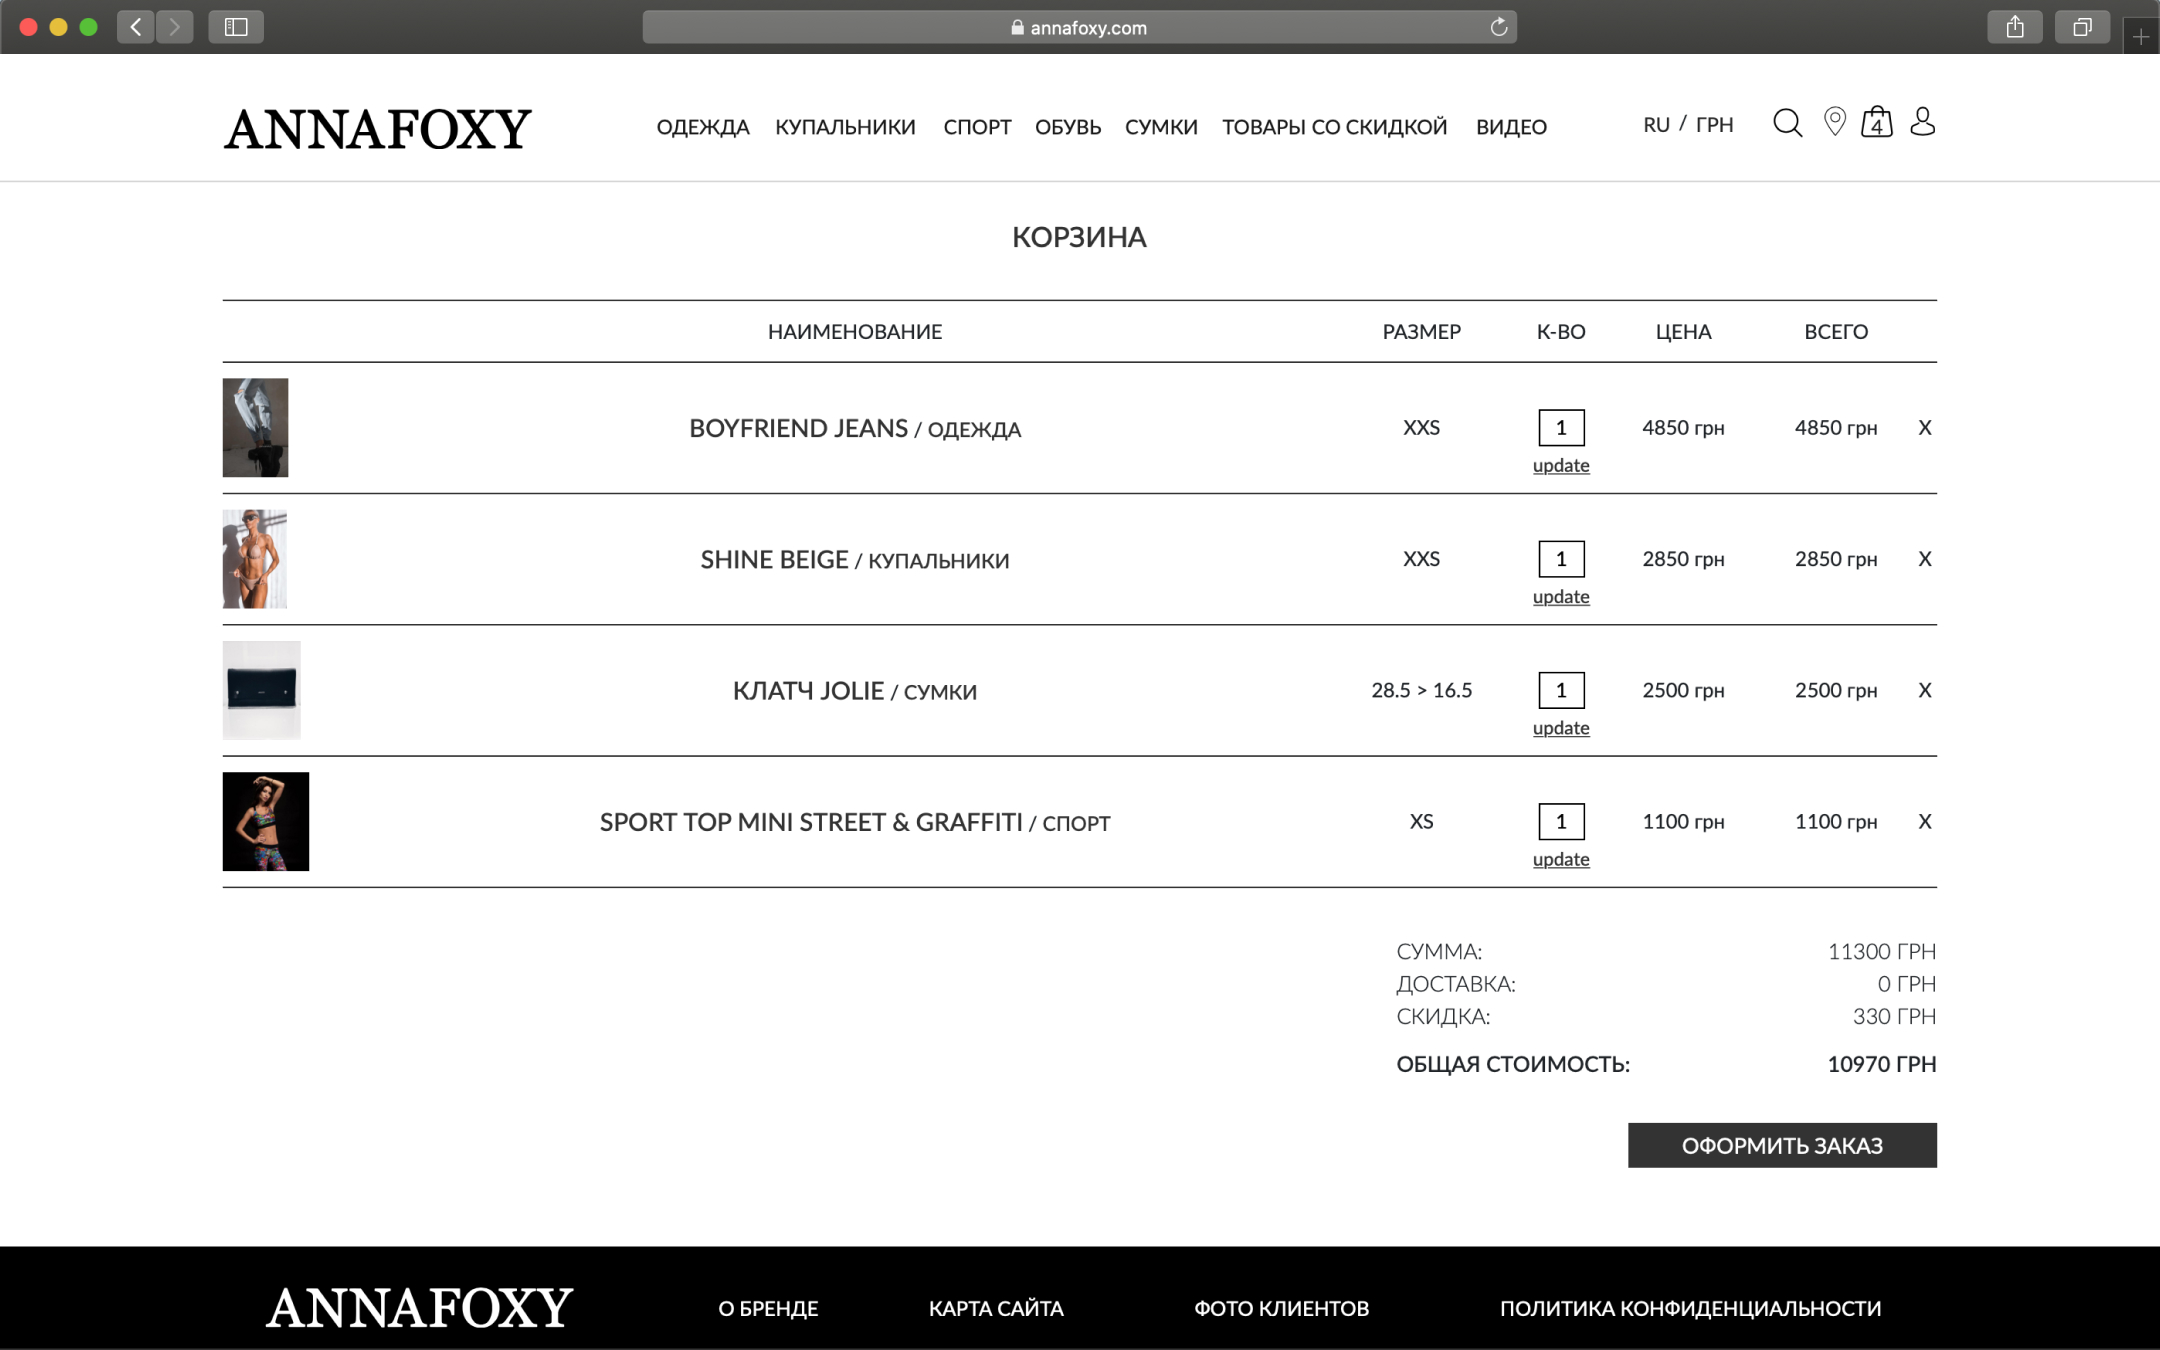 annafoxy.com
ANNAFOXY
ОДЕЖДА КУПАЛЬНИКИ СПОРТ ОБУВЬ СУМКИ ТОВАРЫ СО СКИДКОЙ ВИДЕО
RU / ГРН
4
КОРЗИНА
НАИМЕНОВАНИЕ РАЗМЕР К-ВО ЦЕНА ВСЕГО
BOYFRIEND JEANS / ОДЕЖДА XXS 1 4850 грн 4850 грн X
update
SHINE BEIGE / КУПАЛЬНИКИ XXS 1 2850 грн 2850 грн X
update
КЛАТЧ JOLIE / СУМКИ 28.5 > 16.5 1 2500 грн 2500 грн X
update
SPORT TOP MINI STREET & GRAFFITI / СПОРТ XS 1 1100 грн 1100 грн X
update
СУММА: 11300 ГРН
ДОСТАВКА: 0 ГРН
СКИДКА: 330 ГРН
ОБЩАЯ СТОИМОСТЬ: 10970 ГРН
ОФОРМИТЬ ЗАКАЗ
ANNAFOXY
О БРЕНДЕ КАРТА САЙТА ФОТО КЛИЕНТОВ ПОЛИТИКА КОНФИДЕНЦИАЛЬНОСТИ